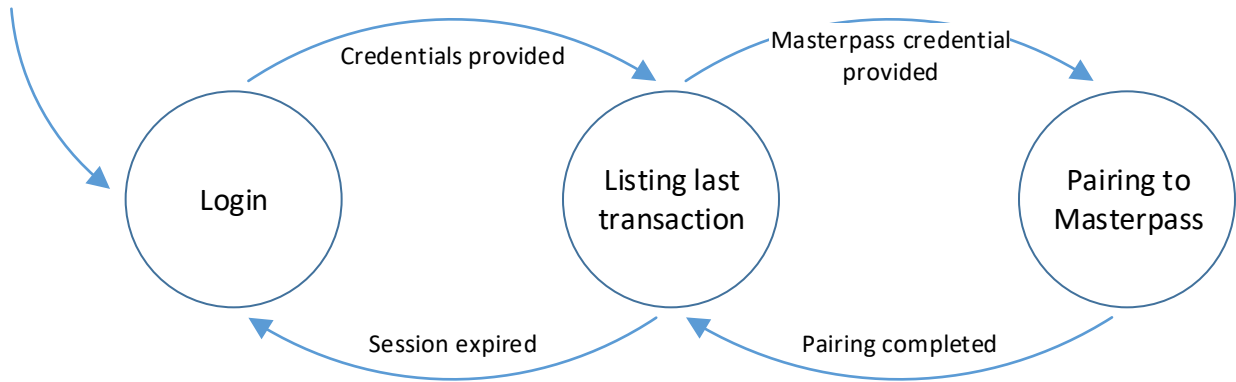 Credentials provided
Masterpass credential
provided
Login
Listing last
transaction
Pairing to
Masterpass
Session expired
Pairing completed